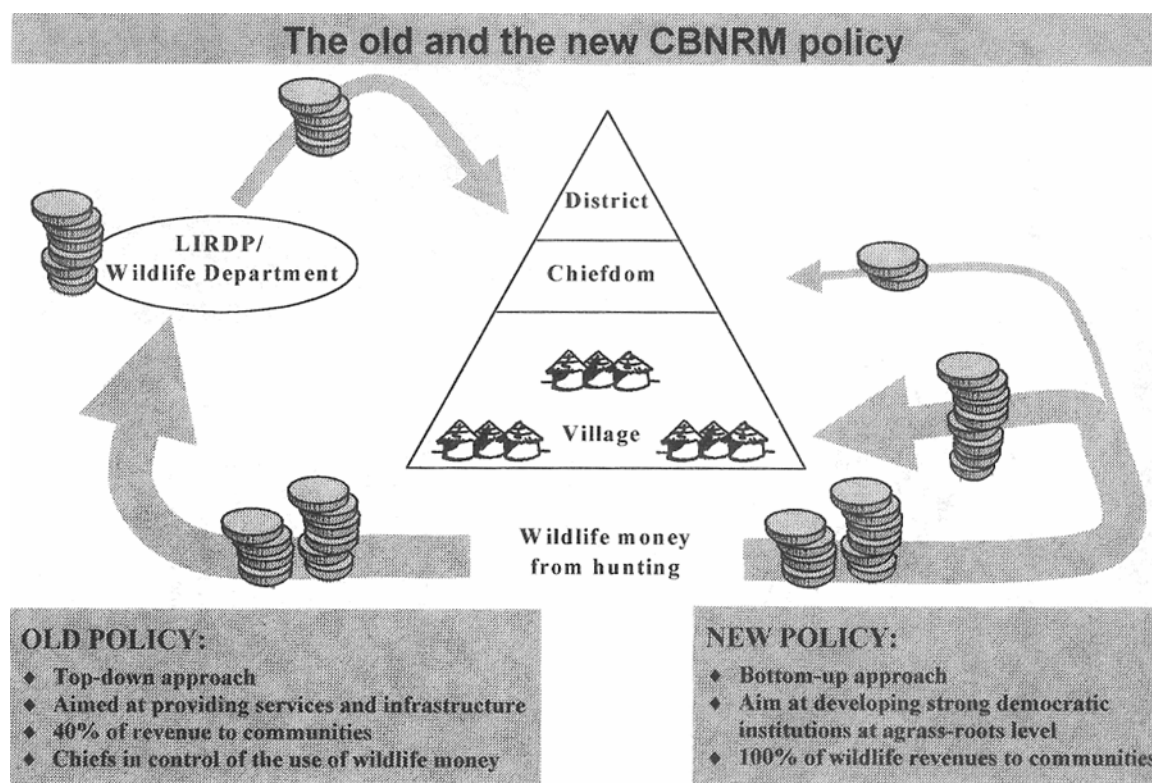 The old and the new CBNRM policy
LIRDP/
Wildlife Department
District
Chiefdom
Village
Wildlife money
from hunting
OLD POLICY:
♦ Top-down approach
♦ Aimed at providing services and infrastructure
♦ 40% of revenue to communities
♦ Chiefs in control of the use of wildlife money
NEW POLICY:
♦ Bottom-up approach
♦ Aim at developing strong democratic
institutions at agrass-roots level
♦ 100% of wildlife revenues to communities